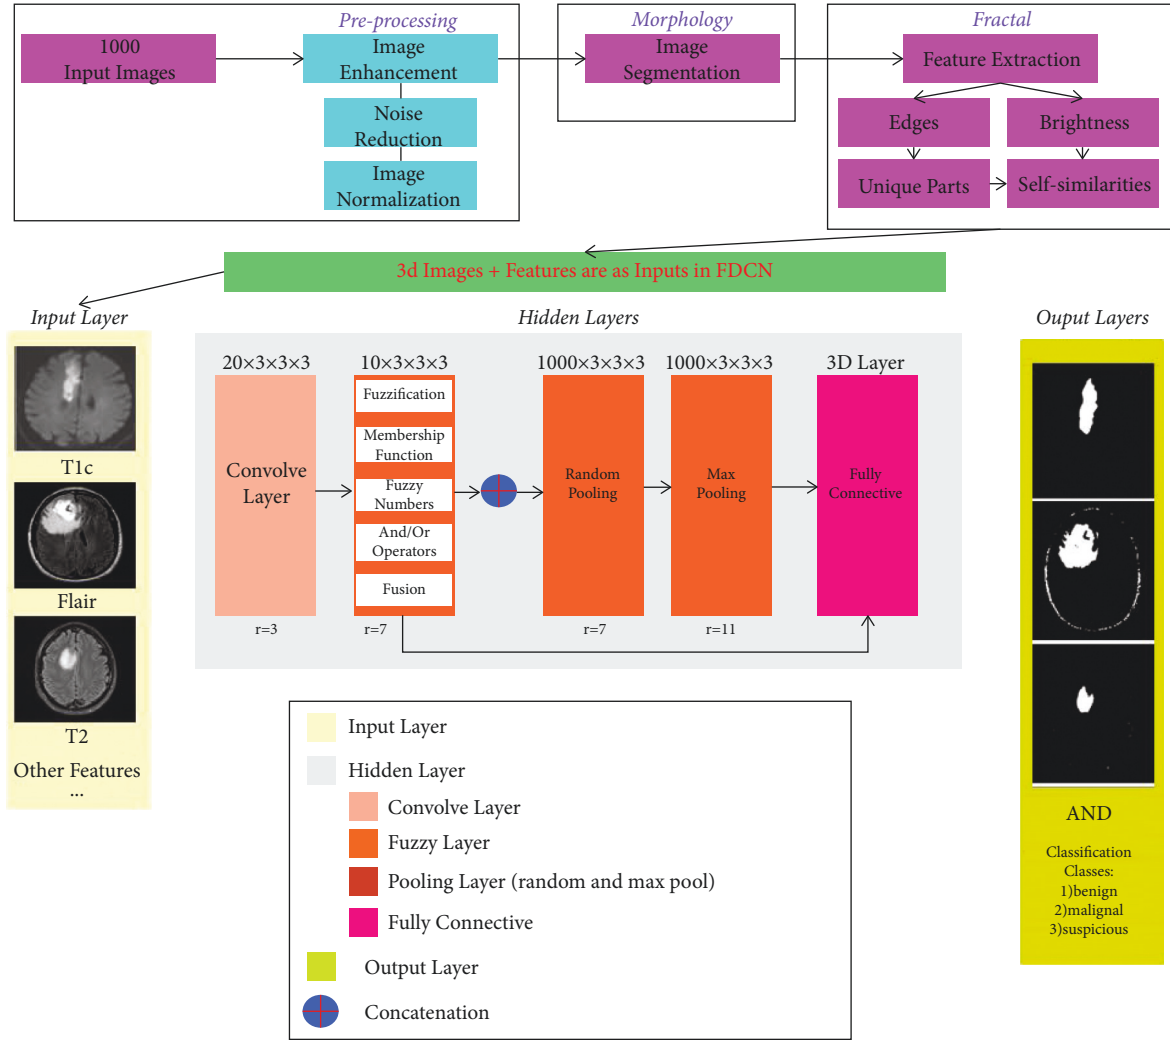 Pre-processing
1000
Input Images
Image
Enhancement
Noise
Reduction
Image
Normalization
Morphology
Image
Segmentation
Fractal
Feature Extraction
Edges
Brightness
Unique Parts
Self-similarities
3d Images + Features are as Inputs in FDCN
Input Layer
T1c
Flair
T2
Other Features
...
Hidden Layers
20×3×3×3
Convolve
Layer
r=3
10×3×3×3
Fuzzification
Membership
Function
Fuzzy
Numbers
And/Or
Operators
Fusion
r=7
1000×3×3×3
Random
Pooling
r=7
1000×3×3×3
Max
Pooling
r=11
3D Layer
Fully
Connective
Ouput Layers
AND
Classification
Classes:
1)benign
2)malignal
3)suspicious
Input Layer
Hidden Layer
Convolve Layer
Fuzzy Layer
Pooling Layer (random and max pool)
Fully Connective
Output Layer
Concatenation